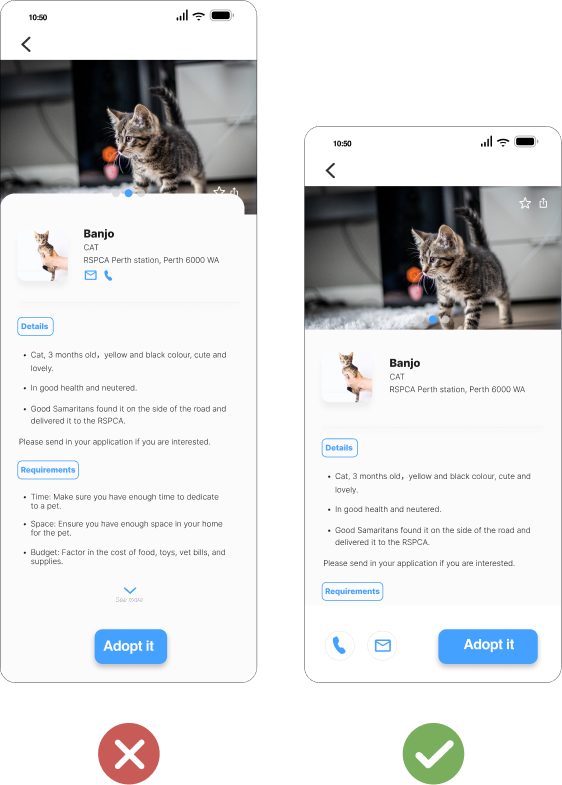 10:50
Banjo
CAT
RSPCA Perth station, Perth 6000 WA
Details
• Cat, 3 months old，yellow and black colour, cute and
lovely.
• In good health and neutered.
• Good Samaritans found it on the side of the road and
delivered it to the RSPCA.
Please send in your application if you are interested.
Requirements
• Time: Make sure you have enough time to dedicate
to a pet.
• Space: Ensure you have enough space in your home
for the pet.
• Budget: Factor in the cost of food, toys, vet bills, and
supplies.
See more
Adopt it
10:50
Banjo
CAT
RSPCA Perth station, Perth 6000 WA
Details
• Cat, 3 months old，yellow and black colour, cute and
lovely.
• In good health and neutered.
• Good Samaritans found it on the side of the road and
delivered it to the RSPCA.
Please send in your application if you are interested.
Requirements
Adopt it